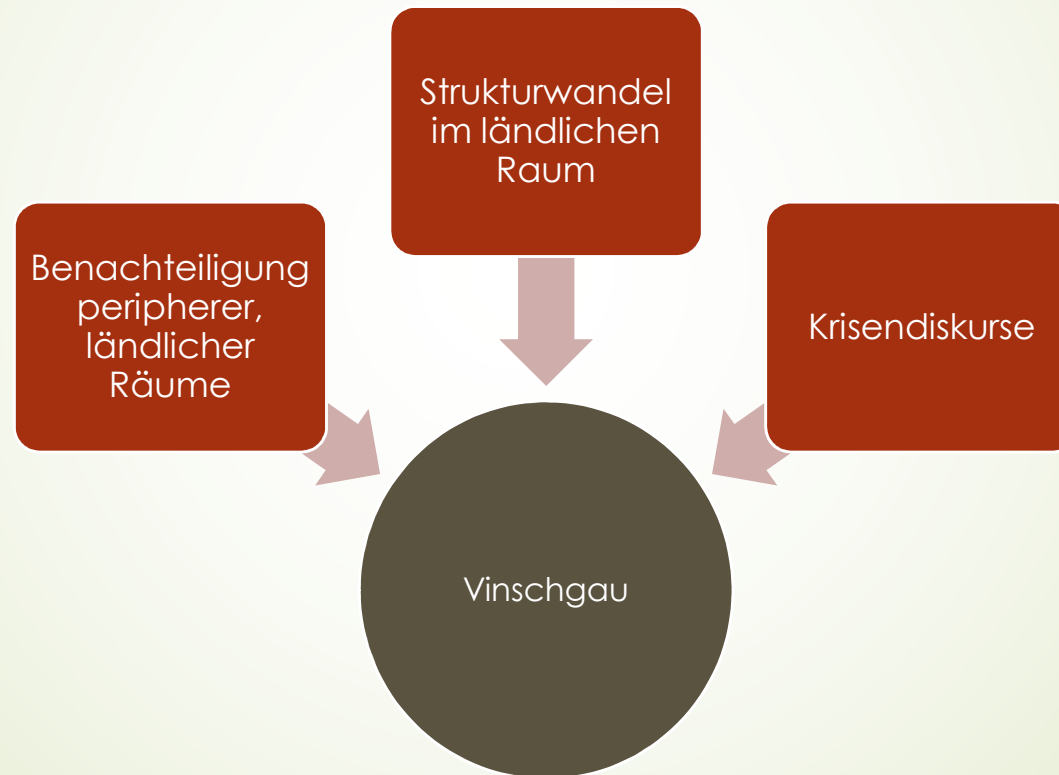 Strukturwandel
im ländlichen
Raum
Benachteiligung
peripherer,
ländlicher
Räume
Krisendiskurse
Vinschgau